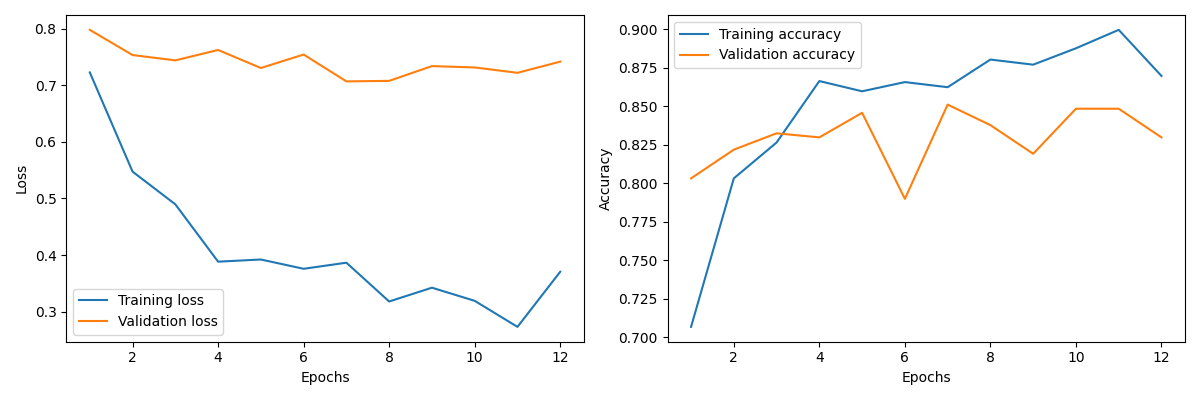 0.8
0.7
0.6
0.5
0.4
0.3
Loss
Training loss
Validation loss
2 4 6 8 10 12
Epochs
0.900
0.875
0.850
0.825
0.800
0.775
0.750
0.725
0.700
Accuracy
Training accuracy
Validation accuracy
2 4 6 8 10 12
Epochs